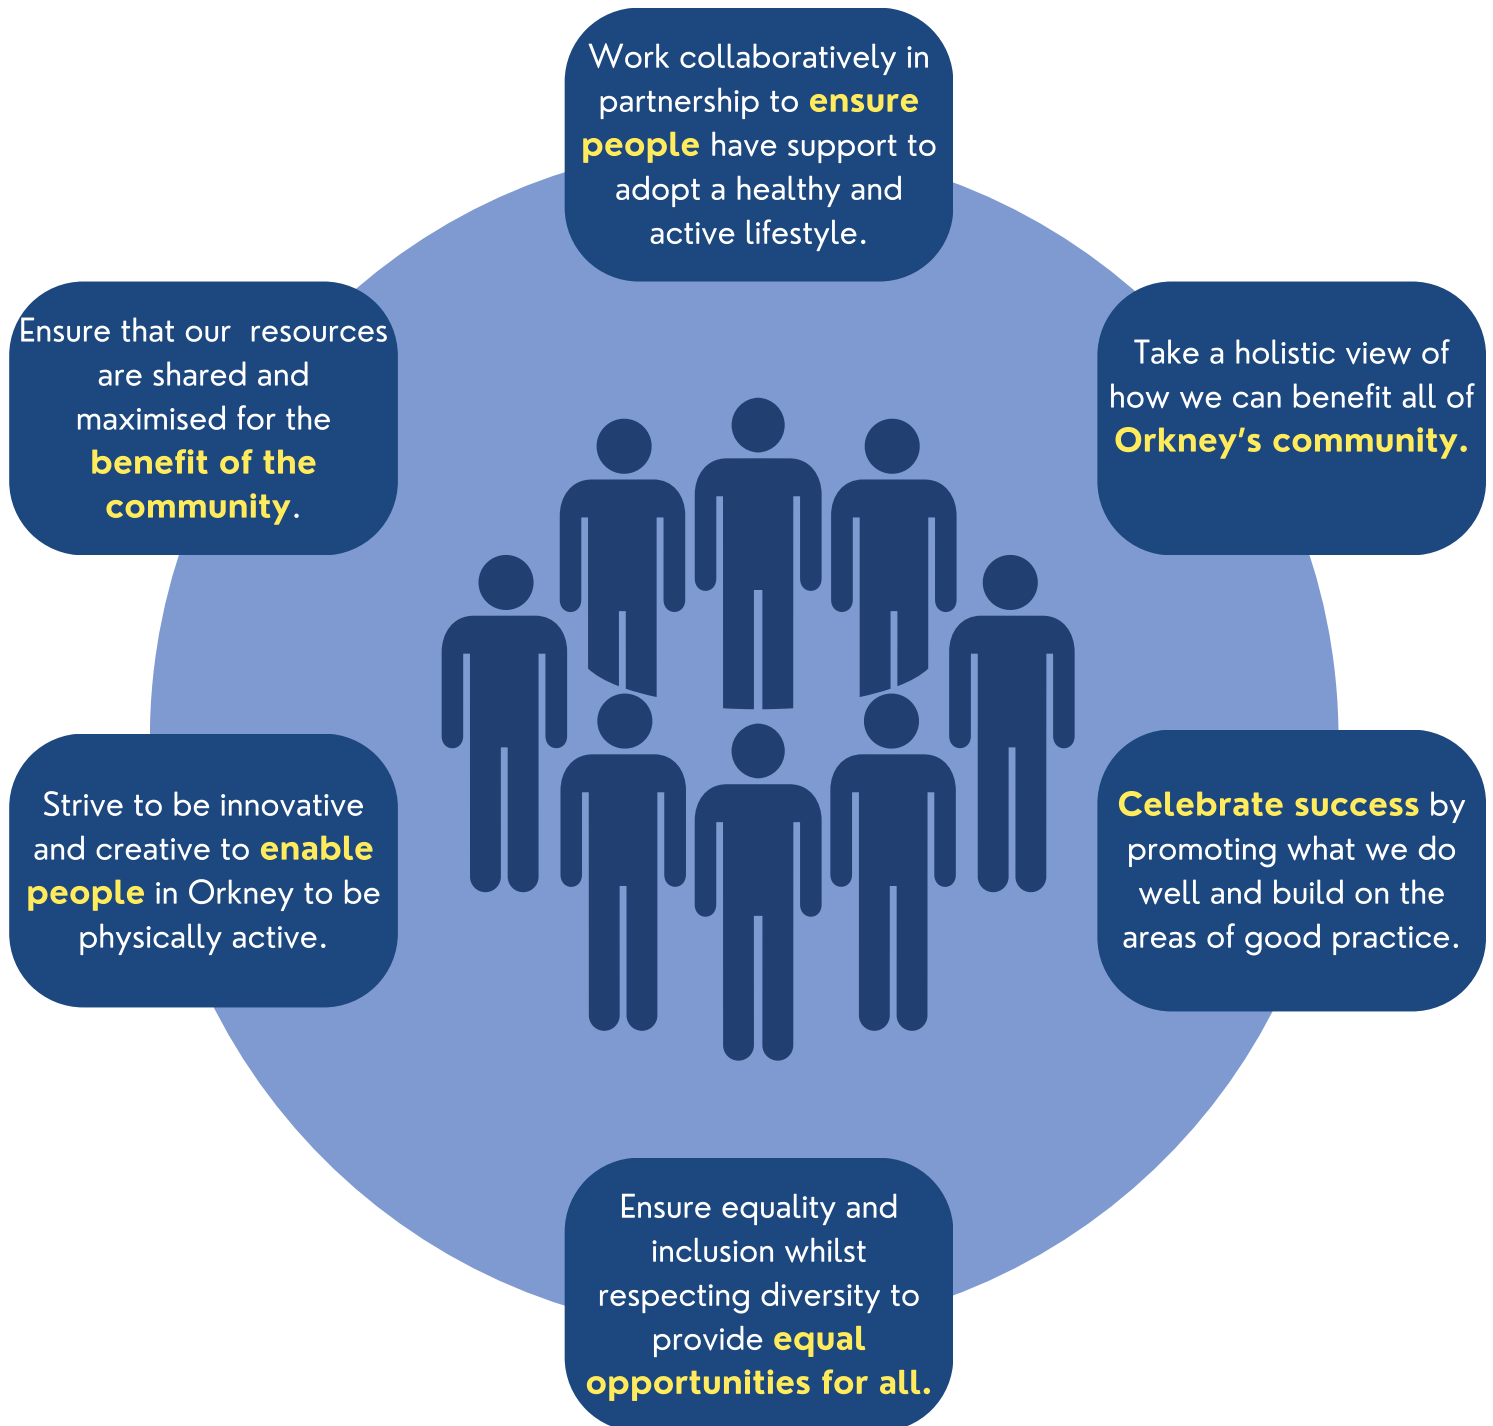 Work collaboratively in
partnership to ensure
people have support to
adopt a healthy and
active lifestyle.
Ensure that our  resources
are shared and
maximised for the
benefit of the
community.
Take a holistic view of
how we can benefit all of
Orkney's community.
Strive to be innovative
and creative to enable
people in Orkney to be
physically active.
Celebrate success by
promoting what we do
well and build on the
areas of good practice.
Ensure equality and
inclusion whilst
respecting diversity to
provide equal
opportunities for all.